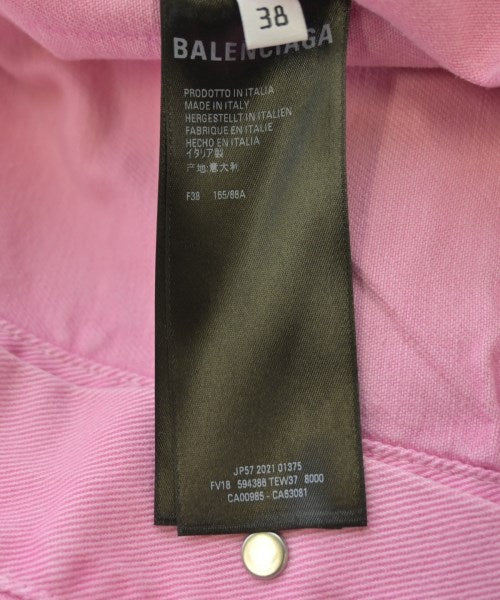 38
BALENCIAGA
PRODOTTO IN ITALIA
MADE IN ITALY
HERGESTELLT IN ITALIEN
FABRIQUE EN ITALIE
HECHO EN ITALIA
イタリア製
产地:意大利
F38 165/88A
JP57 2021 01375
FV18 594386 TEW37 8000
CA00985 - CA83081